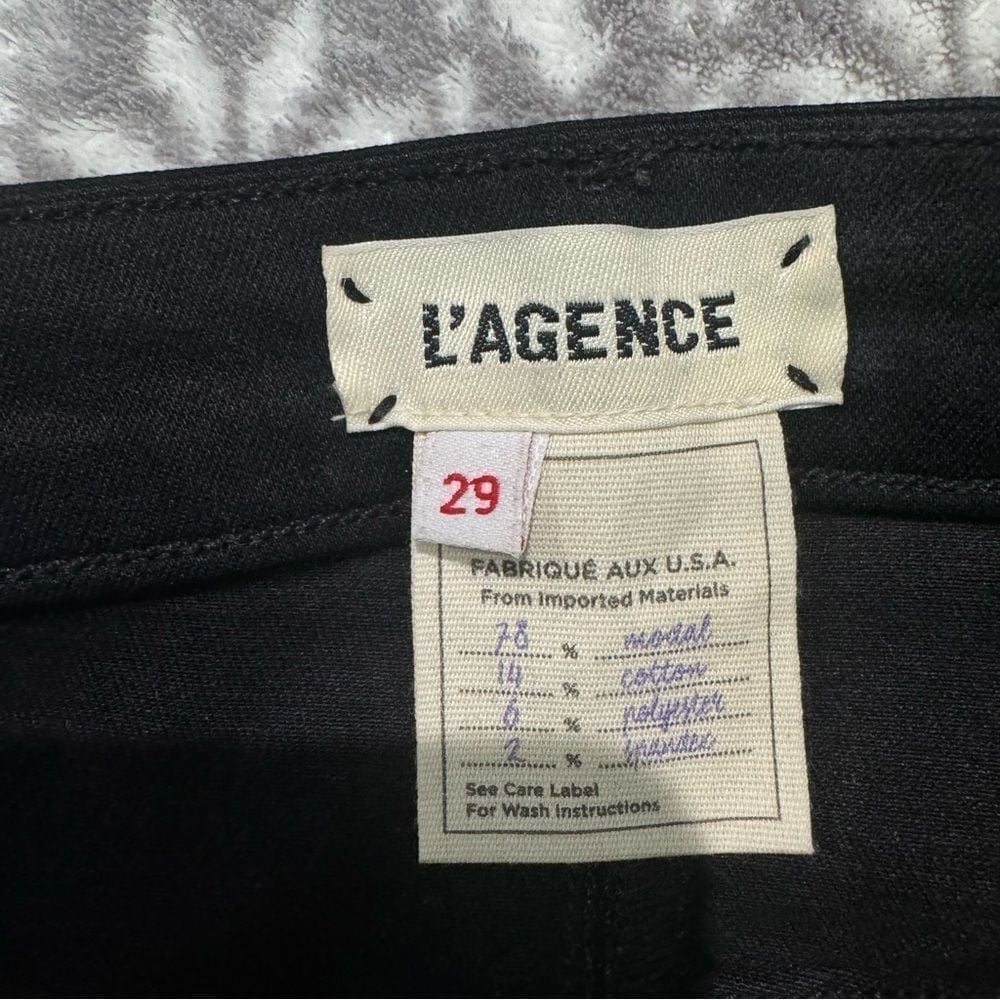 L'AGENCE
29
FABRIQUÉ AUX U.S.A.
From Imported Materials
78 % modal
14 % cotton
6 % polyester
2 % spandex
See Care Label
For Wash Instructions